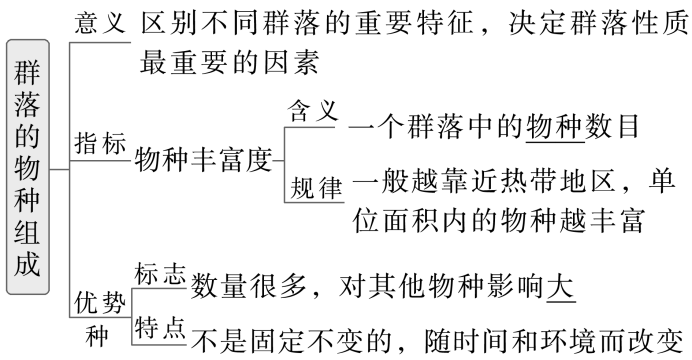 群落的物种组成
意义
区别不同群落的重要特征，决定群落性质
最重要的因素
指标
物种丰富度
含义
一个群落中的物种数目
规律
一般越靠近热带地区，单
位面积内的物种越丰富
优势
种
标志
数量很多，对其他物种影响大
特点
不是固定不变的，随时间和环境而改变